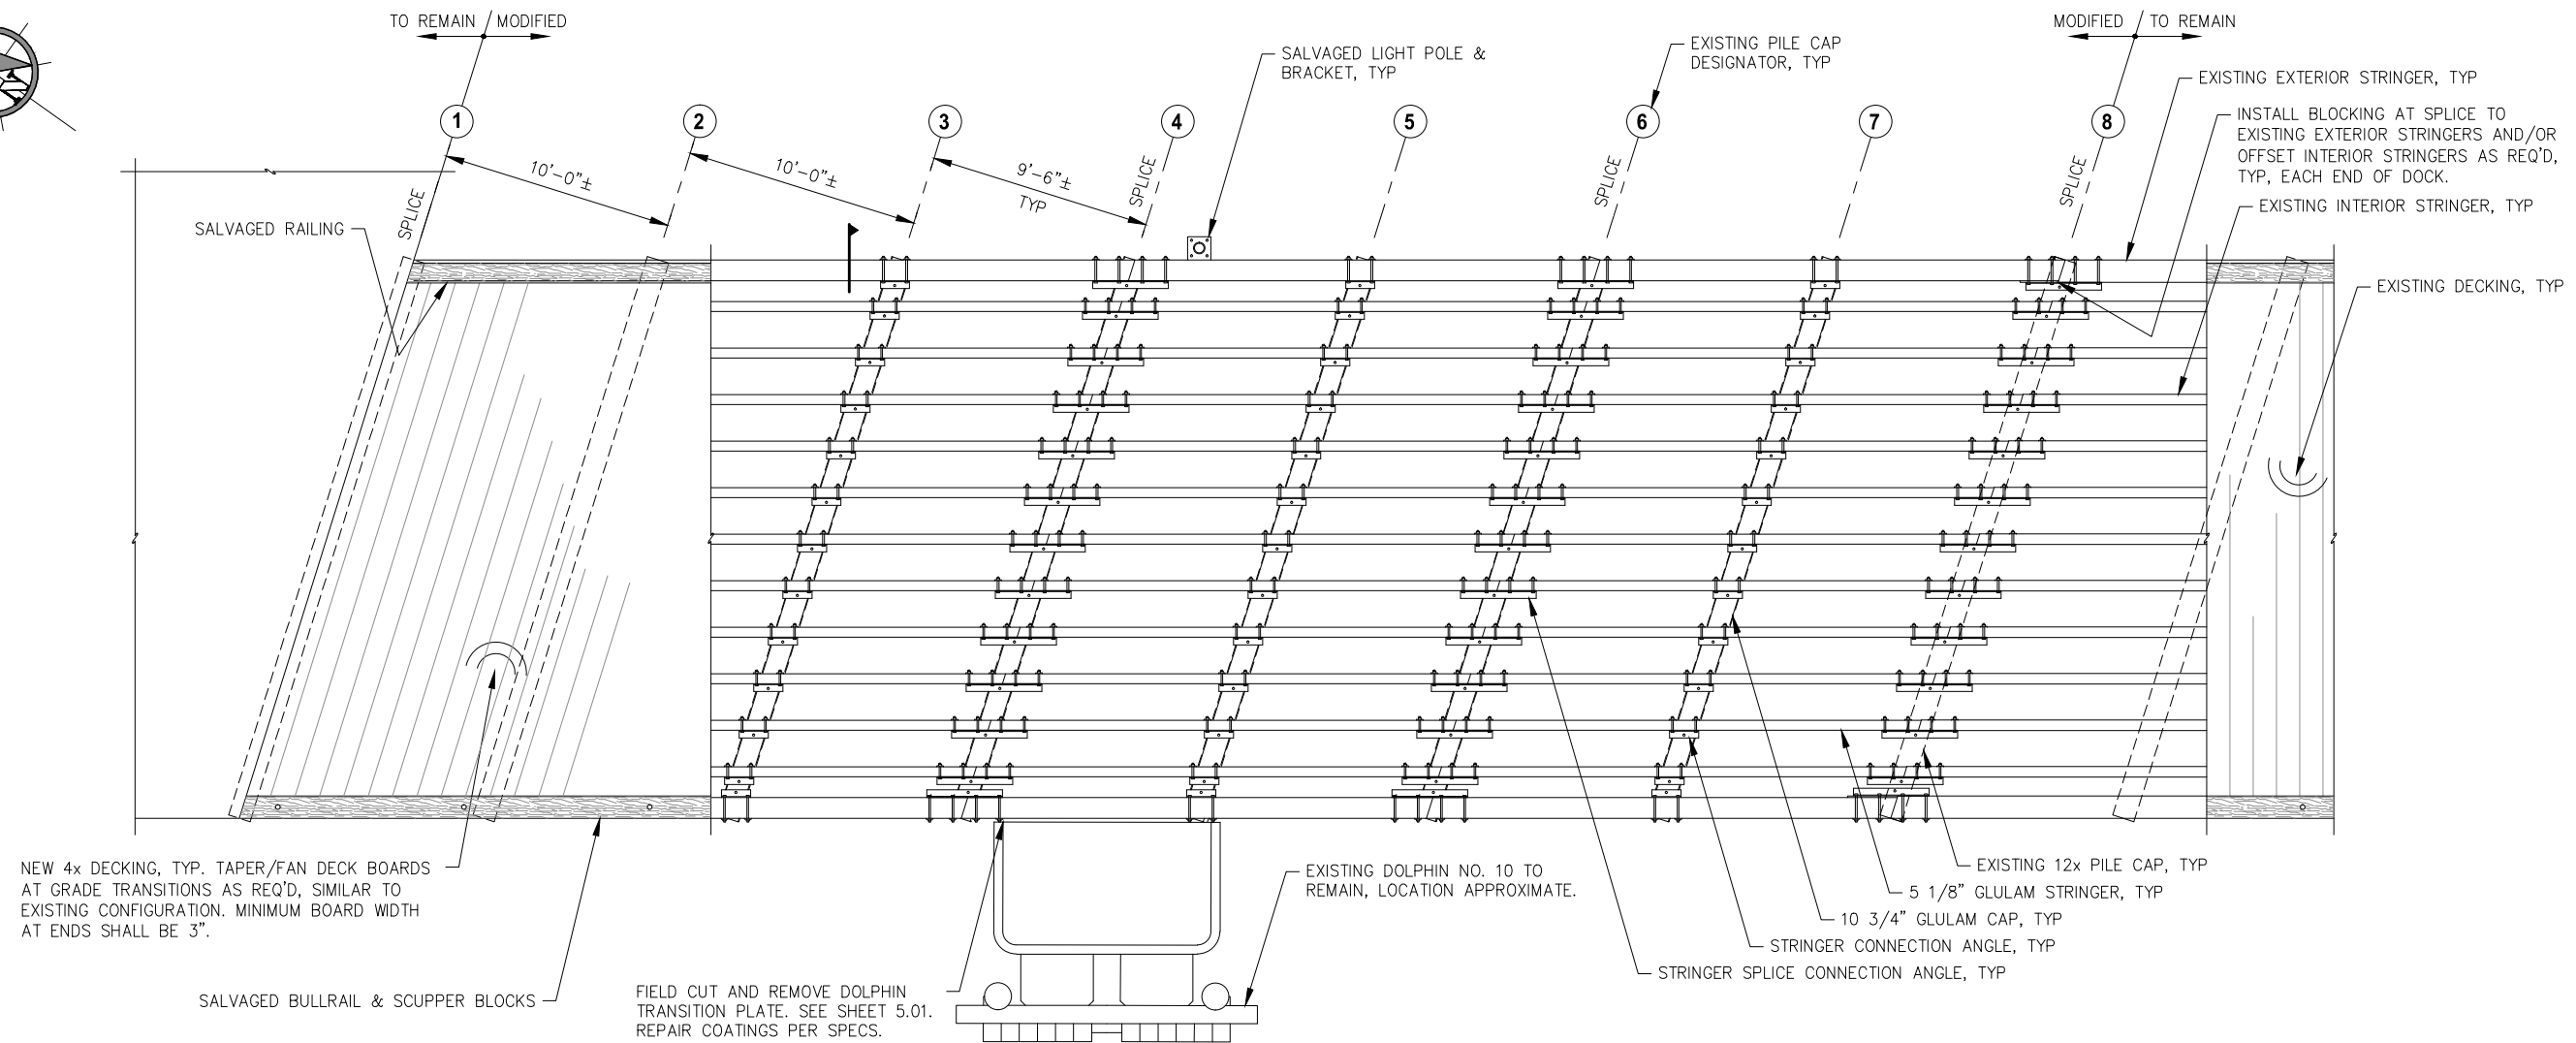 TO REMAIN
MODIFIED
MODIFIED
TO REMAIN
SALVAGED LIGHT POLE &
BRACKET, TYP
EXISTING PILE CAP
DESIGNATOR, TYP
EXISTING EXTERIOR STRINGER, TYP
INSTALL BLOCKING AT SPLICE TO
EXISTING EXTERIOR STRINGERS AND/OR
OFFSET INTERIOR STRINGERS AS REQ'D,
TYP, EACH END OF DOCK.
EXISTING INTERIOR STRINGER, TYP
1
2
3
4
5
6
7
8
10'-0"±
10'-0"±
9'-6"±
TYP
SPLICE
SPLICE
SPLICE
SPLICE
SALVAGED RAILING
EXISTING DECKING, TYP
NEW 4x DECKING, TYP. TAPER/FAN DECK BOARDS
AT GRADE TRANSITIONS AS REQ'D, SIMILAR TO
EXISTING CONFIGURATION. MINIMUM BOARD WIDTH
AT ENDS SHALL BE 3".
SALVAGED BULLRAIL & SCUPPER BLOCKS
FIELD CUT AND REMOVE DOLPHIN
TRANSITION PLATE. SEE SHEET 5.01.
REPAIR COATINGS PER SPECS.
EXISTING DOLPHIN NO. 10 TO
REMAIN, LOCATION APPROXIMATE.
EXISTING 12x PILE CAP, TYP
5 1/8" GLULAM STRINGER, TYP
10 3/4" GLULAM CAP, TYP
STRINGER CONNECTION ANGLE, TYP
STRINGER SPLICE CONNECTION ANGLE, TYP